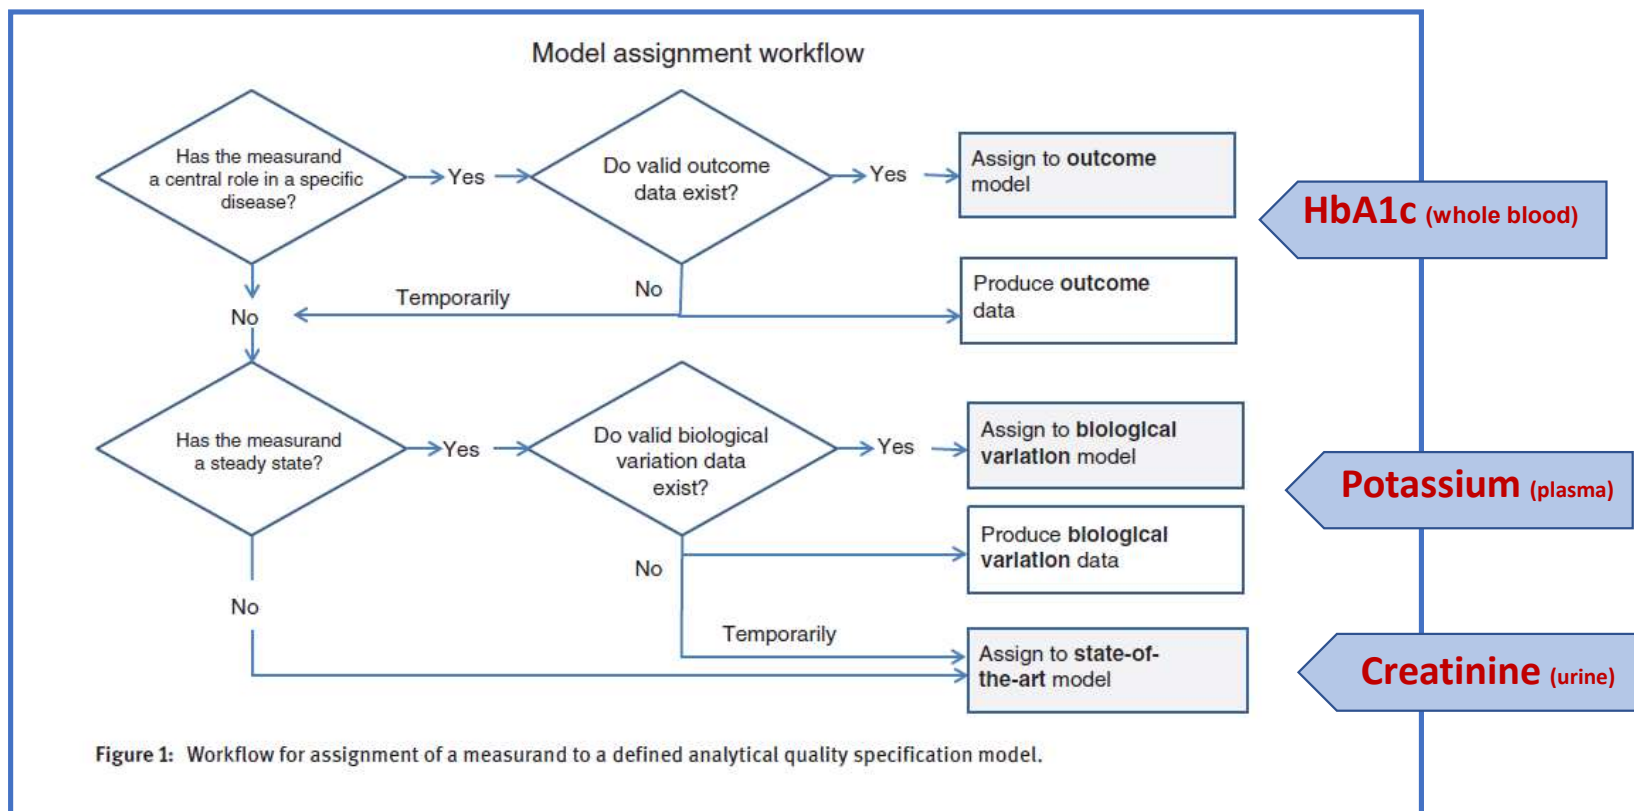 Model assignment workflow
Has the measurand
a central role in a specific
disease?
Yes
Do valid outcome
data exist?
Yes
Assign to outcome
model
HbA1c (whole blood)
No
Temporarily
No
Produce outcome
data
Has the measurand
a steady state?
Yes
Do valid biological
variation data
exist?
Yes
Assign to biological
variation model
Potassium (plasma)
No
Produce biological
variation data
No
Temporarily
Assign to state-of-
the-art model
Creatinine (urine)
Figure 1: Workflow for assignment of a measurand to a defined analytical quality specification model.